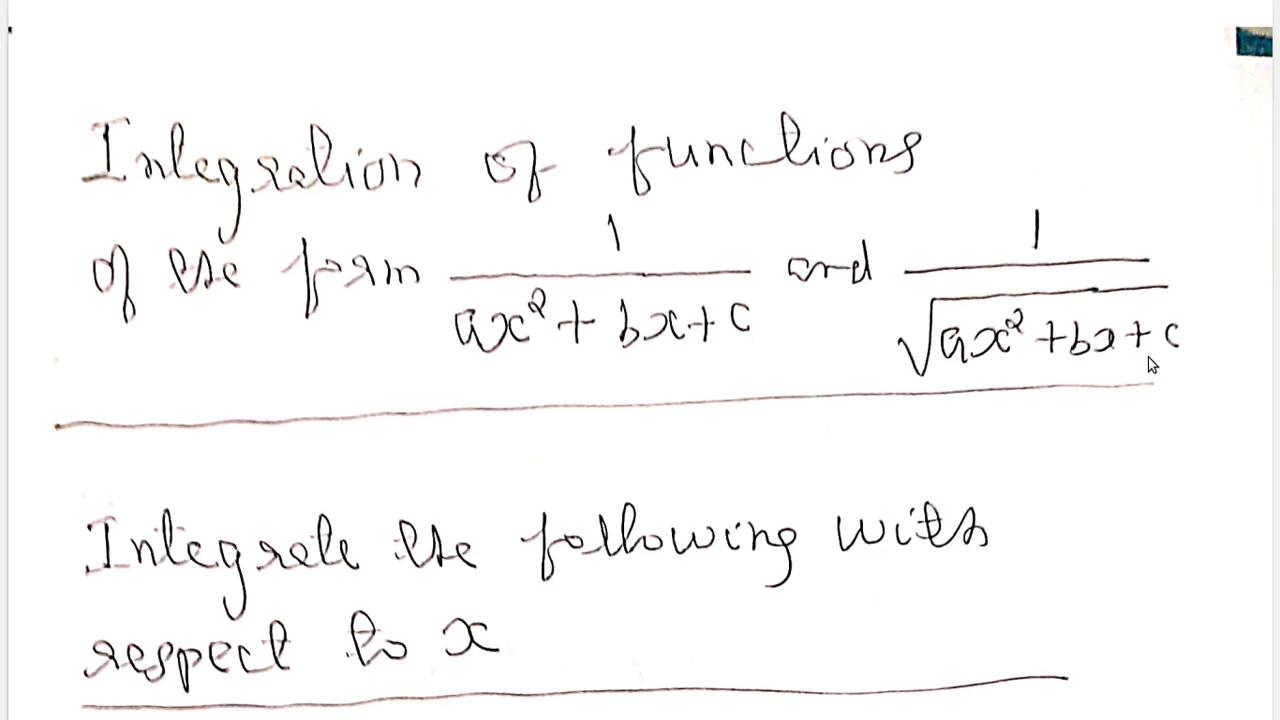 Integration of functions
of the form 1/(ax²+bx+c) and 1/√(ax²+bx+c)
Integrate the following with
respect to x